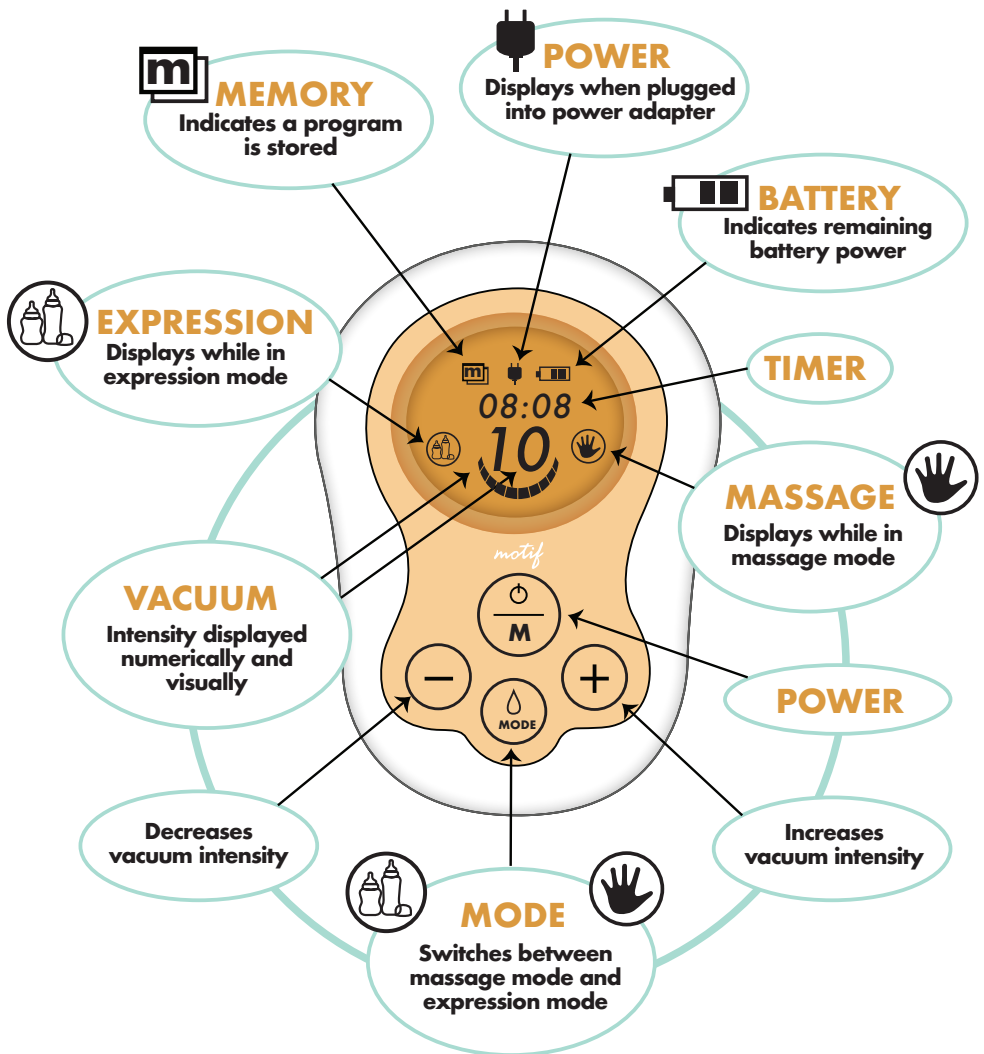 m
MEMORY
Indicates a program
is stored
POWER
Displays when plugged
into power adapter
BATTERY
Indicates remaining
battery power
EXPRESSION
Displays while in
expression mode
TIMER
m
08:08
10
MASSAGE
Displays while in
massage mode
motif
VACUUM
Intensity displayed
numerically and
visually
M
−
+
MODE
POWER
Decreases
vacuum intensity
Increases
vacuum intensity
MODE
Switches between
massage mode and
expression mode